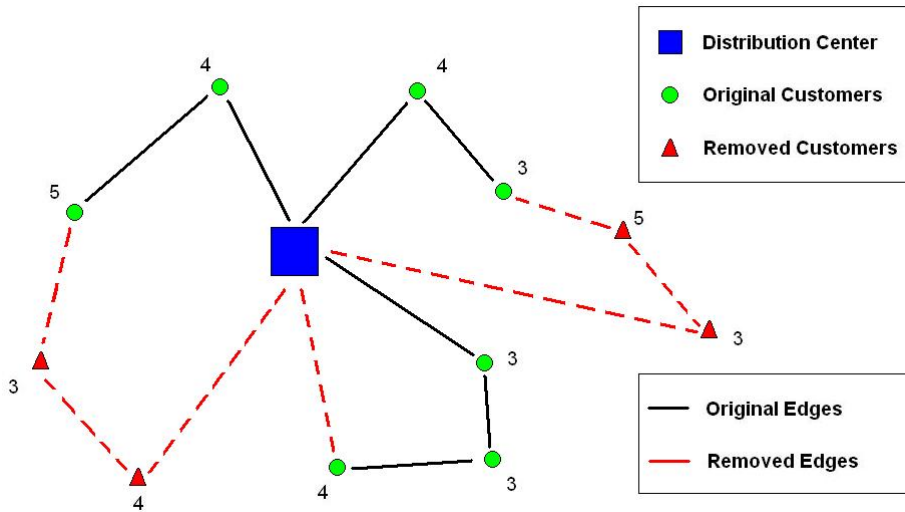 4
4
Distribution Center
Original Customers
Removed Customers
3
5
5
3
3
3
Original Edges
Removed Edges
4
4
3